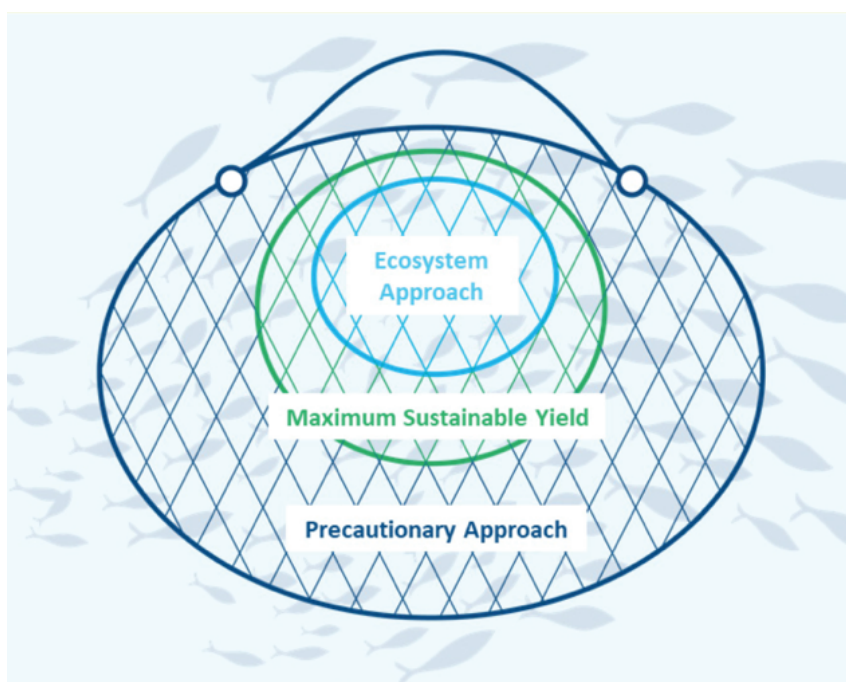 Ecosystem
Approach
Maximum Sustainable Yield
Precautionary Approach